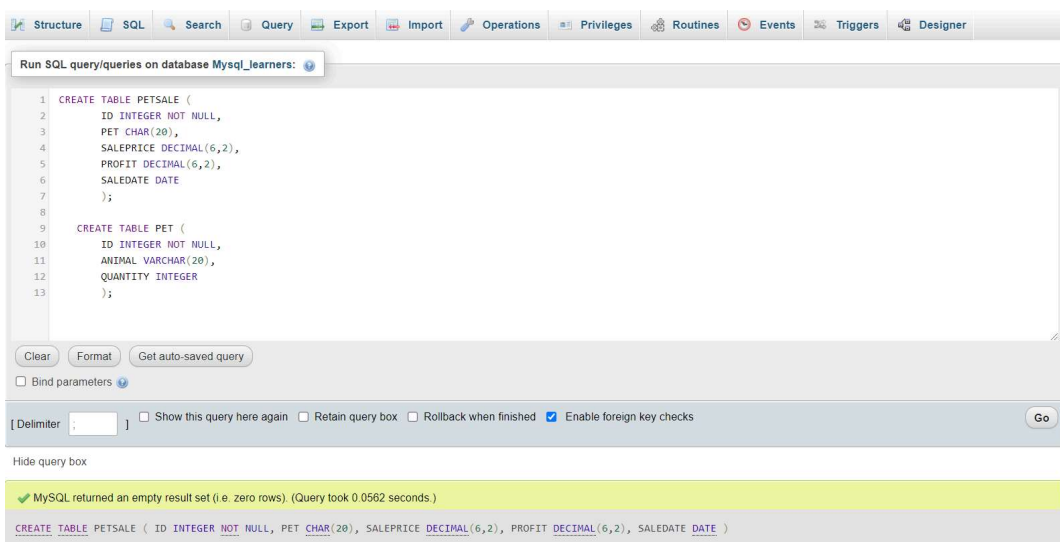 Structure SQL Search Query Export Import Operations Privileges Routines Events Triggers Designer
Run SQL query/queries on database Mysql_learners:
1 CREATE TABLE PETSALE (
2 ID INTEGER NOT NULL,
3 PET CHAR(20),
4 SALEPRICE DECIMAL(6,2),
5 PROFIT DECIMAL(6,2),
6 SALEDATE DATE
7 );
8
9 CREATE TABLE PET (
10 ID INTEGER NOT NULL,
11 ANIMAL VARCHAR(20),
12 QUANTITY INTEGER
13 );
Clear Format Get auto-saved query
Bind parameters
[ Delimiter ; ] Show this query here again Retain query box Rollback when finished Enable foreign key checks Go
Hide query box
MySQL returned an empty result set (i.e. zero rows). (Query took 0.0562 seconds.)
CREATE TABLE PETSALE ( ID INTEGER NOT NULL, PET CHAR(20), SALEPRICE DECIMAL(6,2), PROFIT DECIMAL(6,2), SALEDATE DATE )